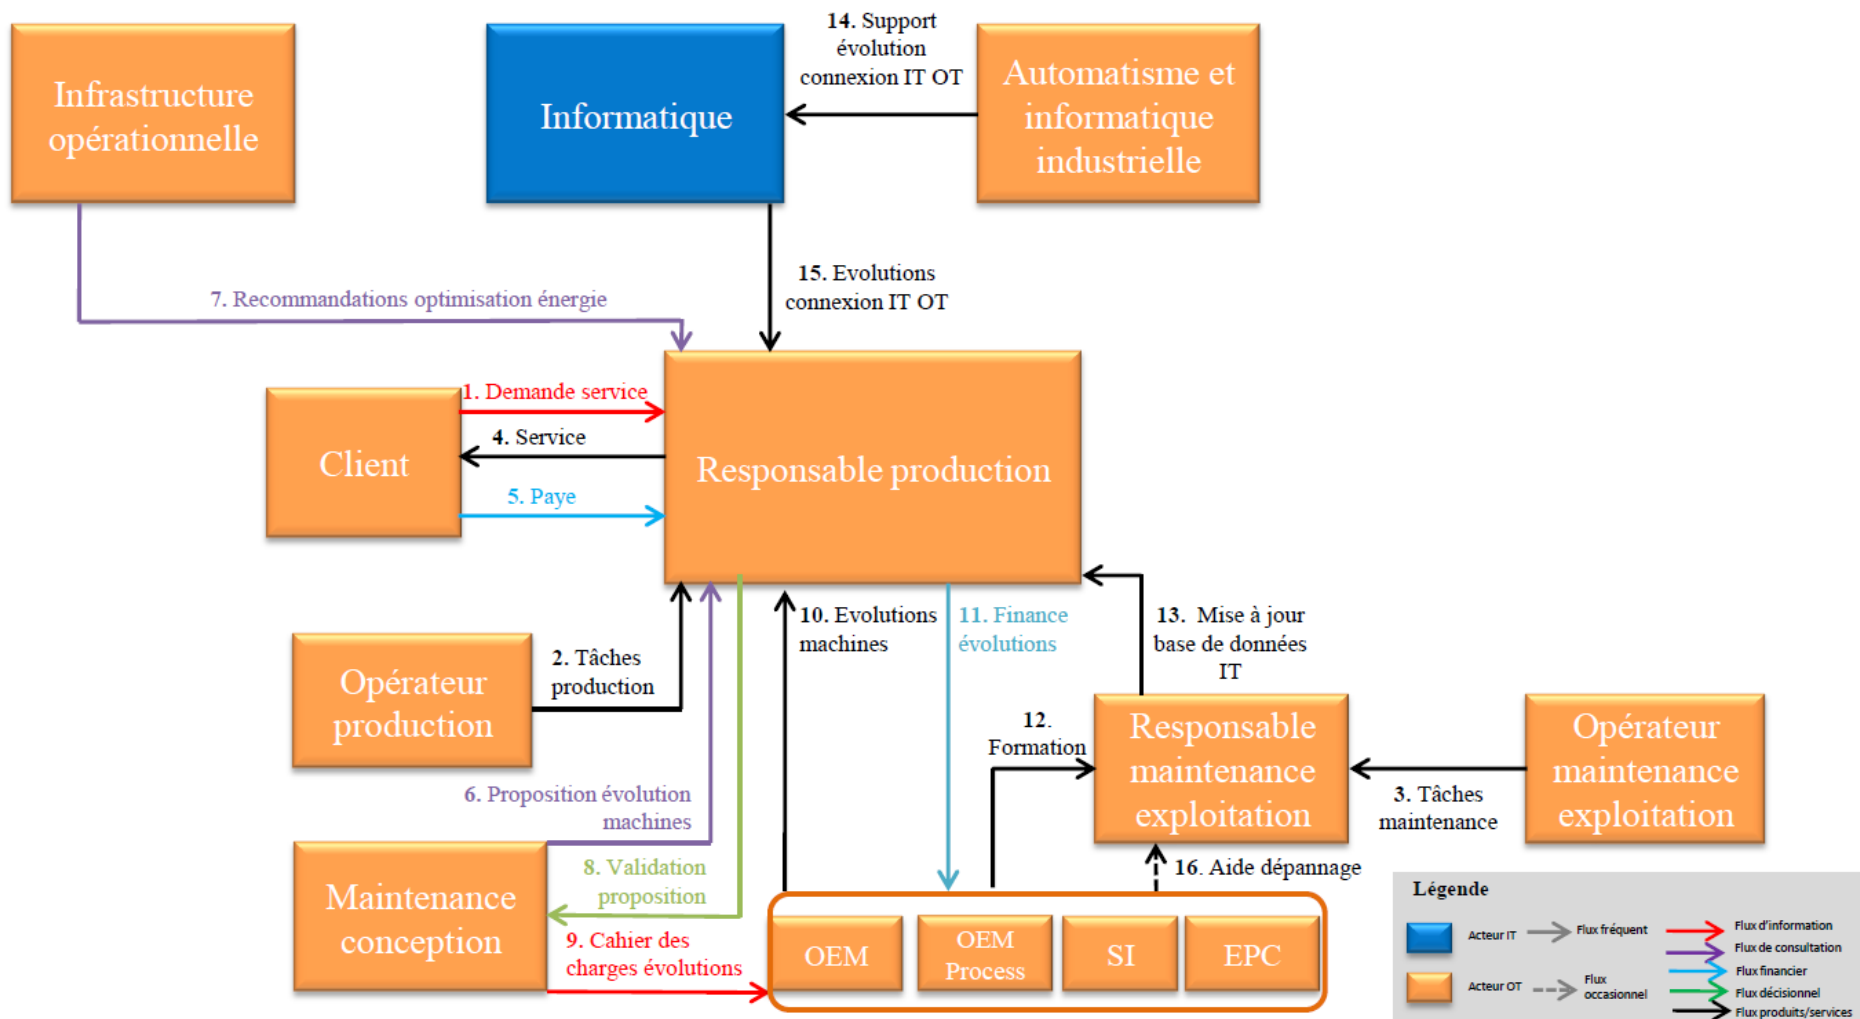 Infrastructure
opérationnelle
Informatique
14. Support
évolution
connexion IT OT
Automatisme et
informatique
industrielle
7. Recommandations optimisation énergie
15. Evolutions
connexion IT OT
Client
1. Demande service
4. Service
5. Paye
Responsable production
Opérateur
production
2. Tâches
production
10. Evolutions
machines
11. Finance
évolutions
13. Mise à jour
base de données
IT
12.
Formation
Responsable
maintenance
exploitation
3. Tâches
maintenance
Opérateur
maintenance
exploitation
6. Proposition évolution
machines
8. Validation
proposition
Maintenance
conception
9. Cahier des
charges évolutions
16. Aide dépannage
OEM
OEM
Process
SI
EPC
Légende
Acteur IT
Flux fréquent
Flux d'information
Flux de consultation
Flux financier
Acteur OT
Flux
occasionnel
Flux décisionnel
Flux produits/services